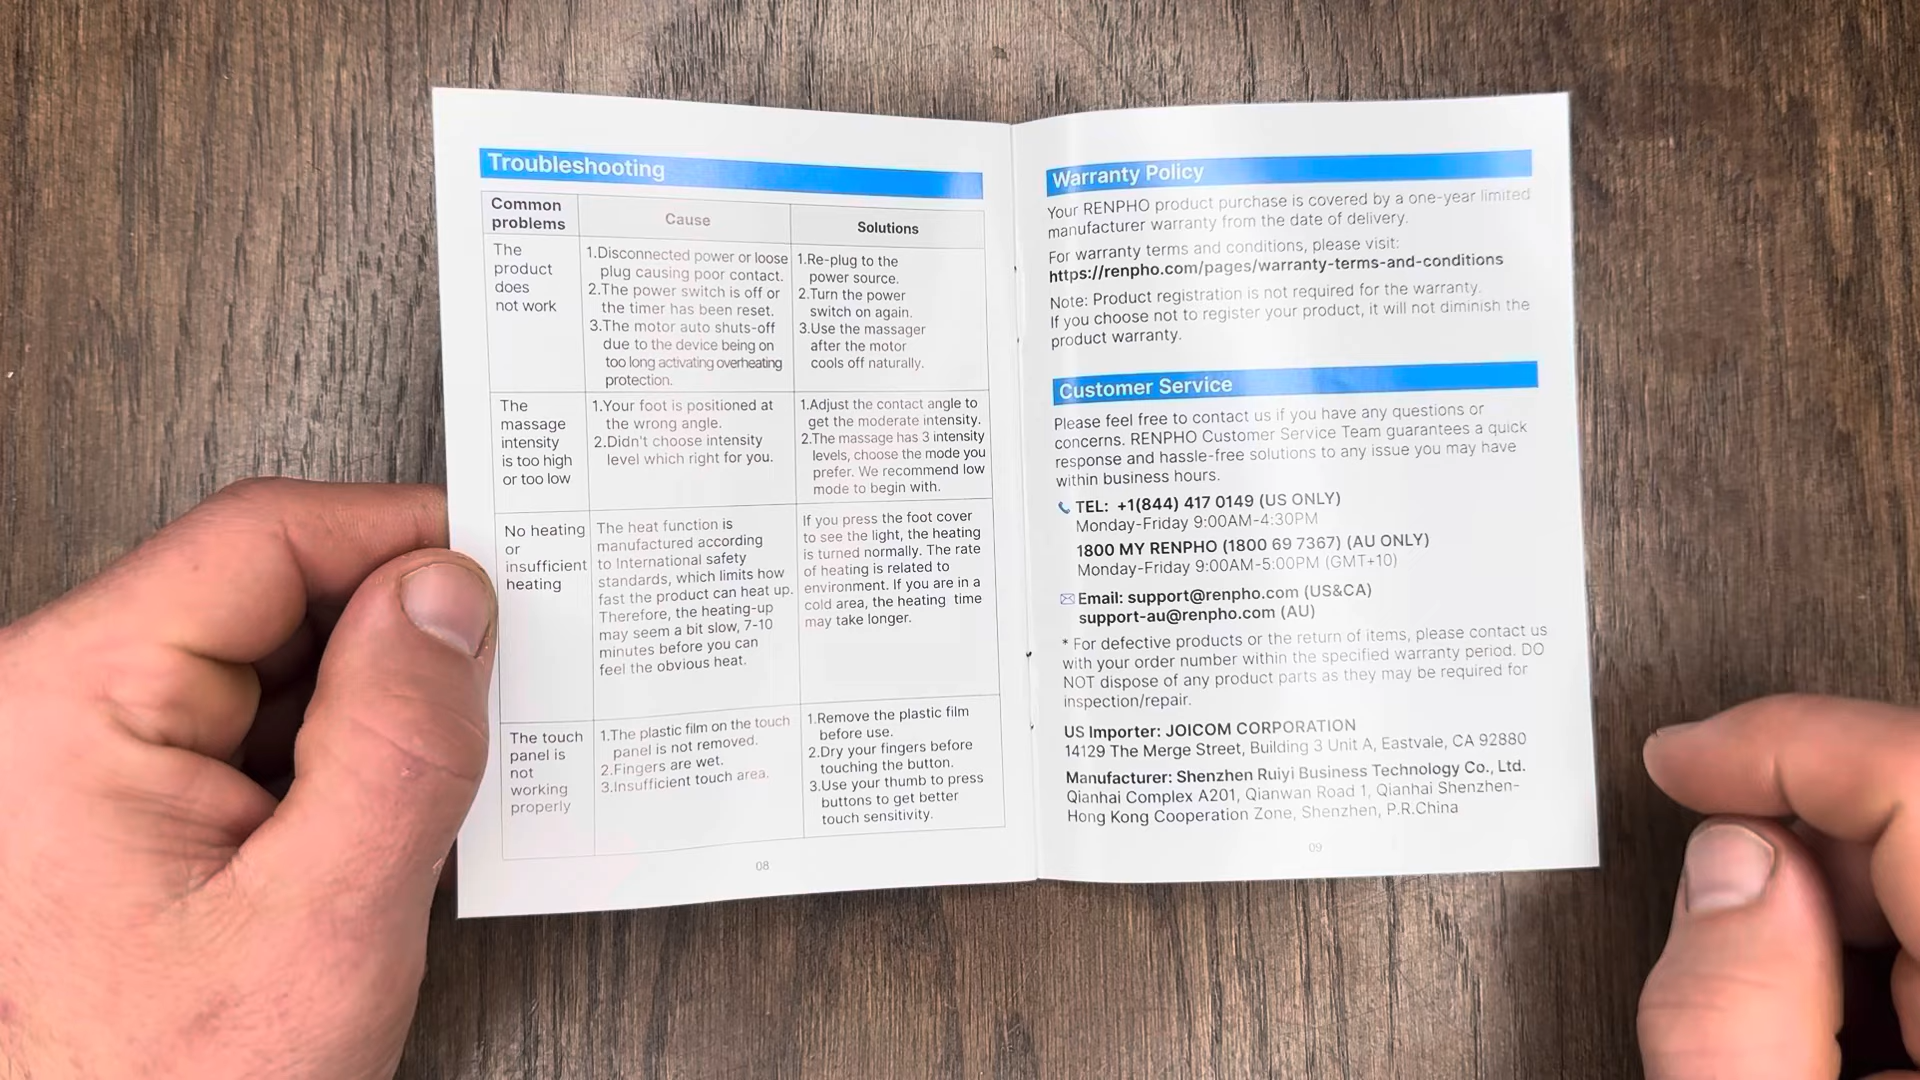 Troubleshooting
Common
problems
Cause
Solutions
The
product
does
not work
1.Disconnected power or loose
plug causing poor contact.
2.The power switch is off or
the timer has been reset.
3.The motor auto shuts-off
due to the device being on
too long activating overheating
protection.
1.Re-plug to the
power source.
2.Turn the power
switch on again.
3.Use the massager
after the motor
cools off naturally.
The
massage
intensity
is too high
or too low
1.Your foot is positioned at
the wrong angle.
2.Didn't choose intensity
level which right for you.
1.Adjust the contact angle to
get the moderate intensity.
2.The massage has 3 intensity
levels, choose the mode you
prefer. We recommend low
mode to begin with.
No heating
or
insufficient
heating
The heat function is
manufactured according
to International safety
standards, which limits how
fast the product can heat up.
Therefore, the heating-up
may seem a bit slow, 7-10
minutes before you can
feel the obvious heat.
If you press the foot cover
to see the light, the heating
is turned normally. The rate
of heating is related to
environment. If you are in a
cold area, the heating time
may take longer.
The touch
panel is
not
working
properly
1.The plastic film on the touch
panel is not removed.
2.Fingers are wet.
3.Insufficient touch area.
1.Remove the plastic film
before use.
2.Dry your fingers before
touching the button.
3.Use your thumb to press
buttons to get better
touch sensitivity.
08
Warranty Policy
Your RENPHO product purchase is covered by a one-year limited
manufacturer warranty from the date of delivery.
For warranty terms and conditions, please visit:
https://renpho.com/pages/warranty-terms-and-conditions
Note: Product registration is not required for the warranty.
If you choose not to register your product, it will not diminish the
product warranty.
Customer Service
Please feel free to contact us if you have any questions or
concerns. RENPHO Customer Service Team guarantees a quick
response and hassle-free solutions to any issue you may have
within business hours.
TEL: +1(844) 417 0149 (US ONLY)
Monday-Friday 9:00AM-4:30PM
1800 MY RENPHO (1800 69 7367) (AU ONLY)
Monday-Friday 9:00AM-5:00PM (GMT+10)
Email: support@renpho.com (US&CA)
support-au@renpho.com (AU)
* For defective products or the return of items, please contact us
with your order number within the specified warranty period. DO
NOT dispose of any product parts as they may be required for
inspection/repair.
US Importer: JOICOM CORPORATION
14129 The Merge Street, Building 3 Unit A, Eastvale, CA 92880
Manufacturer: Shenzhen Ruiyi Business Technology Co., Ltd.
Qianhai Complex A201, Qianwan Road 1, Qianhai Shenzhen-
Hong Kong Cooperation Zone, Shenzhen, P.R.China
09